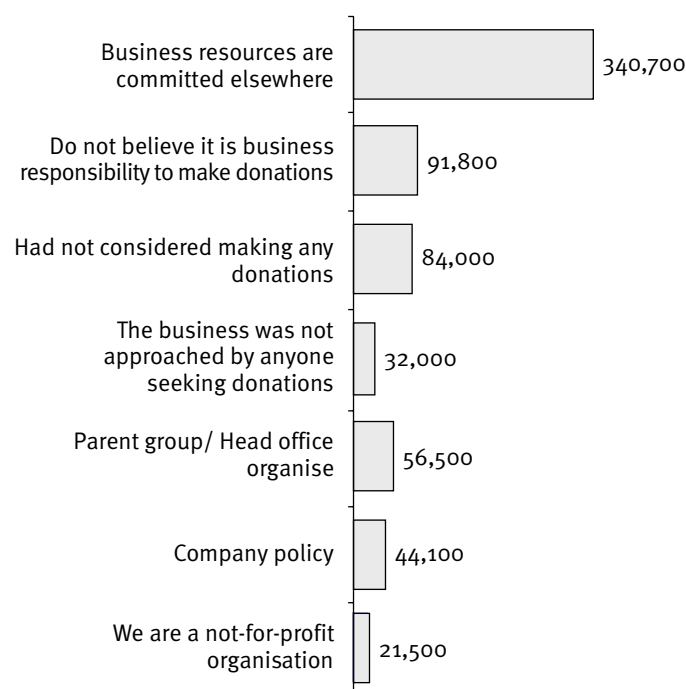 Business resources are
committed elsewhere
340,700
Do not believe it is business
responsibility to make donations
91,800
Had not considered making any
donations
84,000
The business was not
approached by anyone
seeking donations
32,000
Parent group/ Head office
organise
56,500
Company policy
44,100
We are a not-for-profit
organisation
21,500